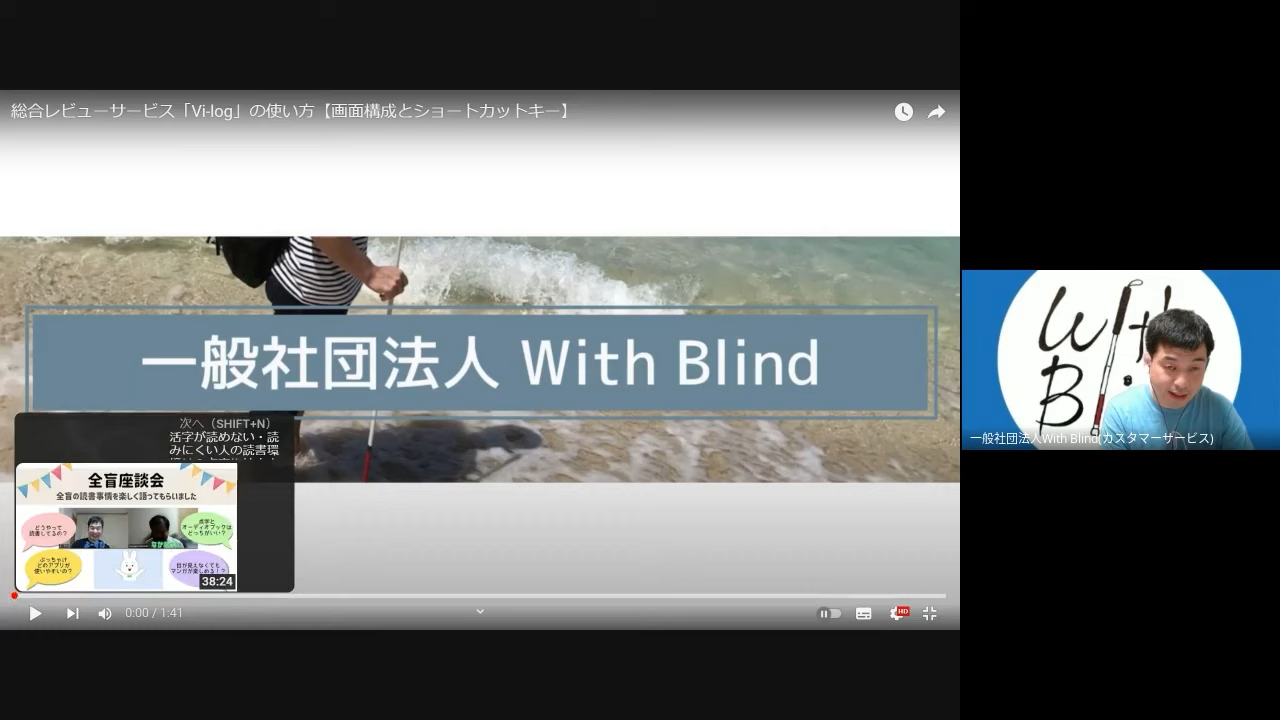 総合レビューサービス「Vi-log」の使い方【画面構成とショートカットキー】
一般社団法人 With Blind
次へ（SHIFT+N）
活字が読めない・読
みにくい人の読書環
全盲座談会
全盲の読書事情を楽しく語ってもらいました
どうやって
読書してるの？
点字と
オーディオブックは
どっちがいい？
ぶっちゃけ
どのアプリが
使いやすいの？
目が見えなくても
マンガが楽しめる！？
38:24
0:00 / 1:41
HD
With
Bl
一般社団法人With Blind(カスタマーサービス)